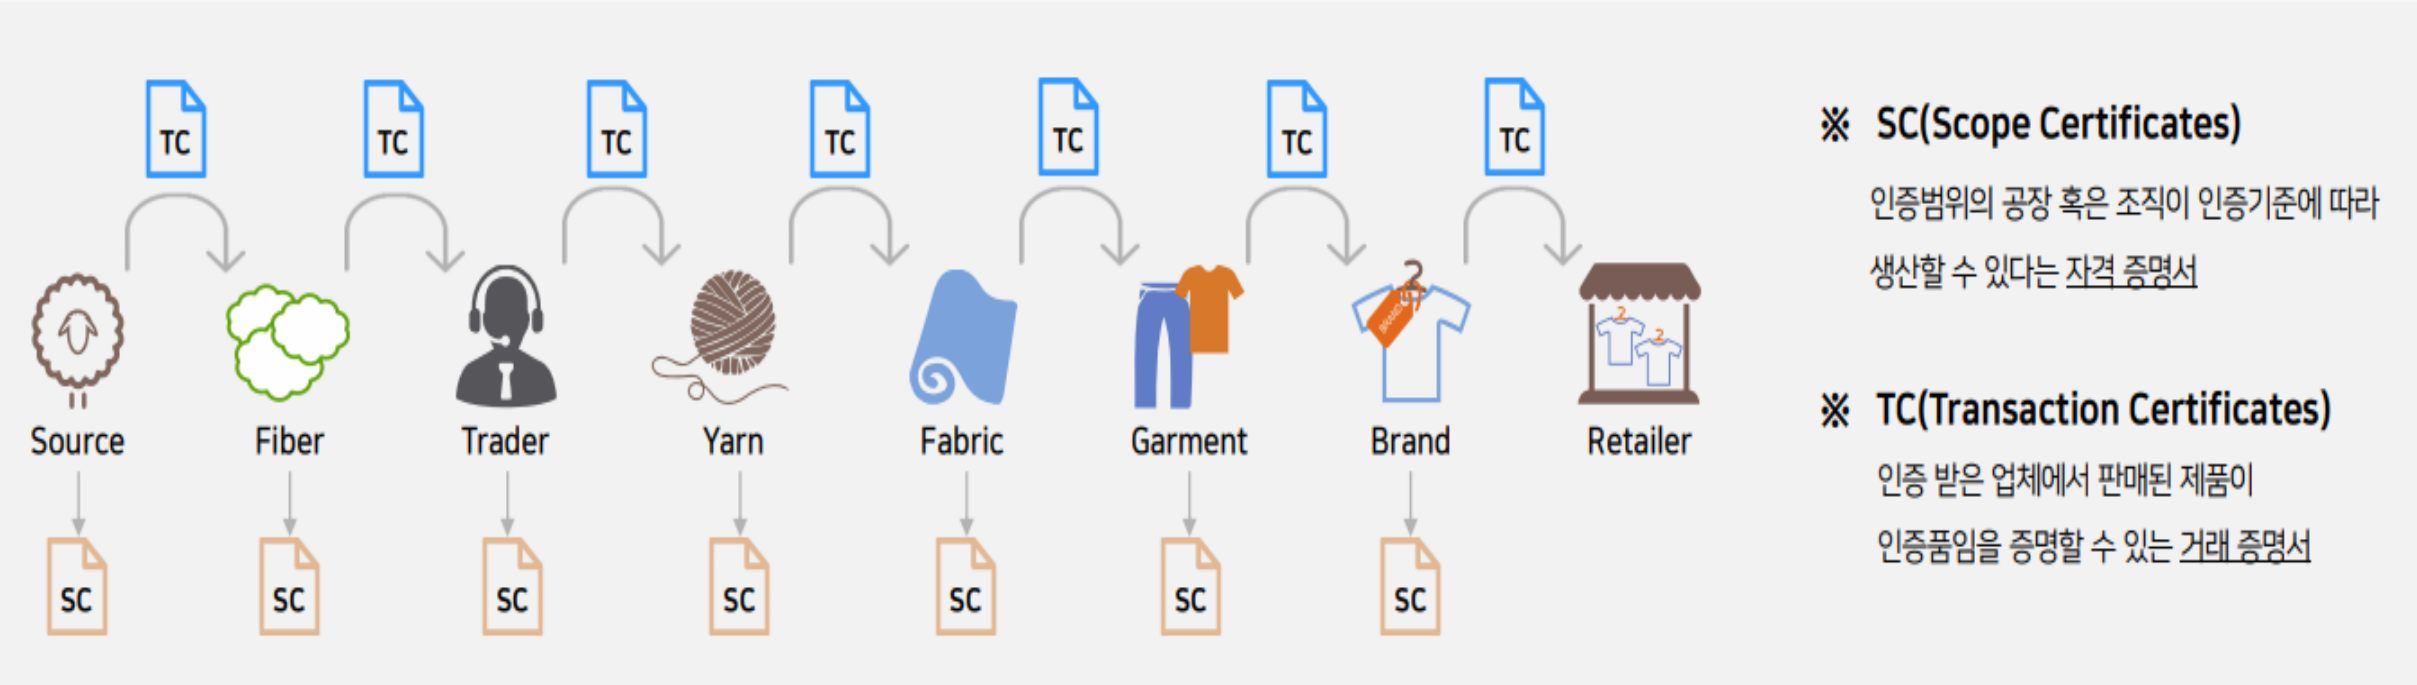 TC
TC
TC
TC
TC
TC
TC
BRAND
Source
Fiber
Trader
Yarn
Fabric
Garment
Brand
Retailer
SC
SC
SC
SC
SC
SC
SC
※ SC(Scope Certificates)
인증범위의 공장 혹은 조직이 인증기준에 따라
생산할 수 있다는 자격 증명서
※ TC(Transaction Certificates)
인증 받은 업체에서 판매된 제품이
인증품임을 증명할 수 있는 거래 증명서